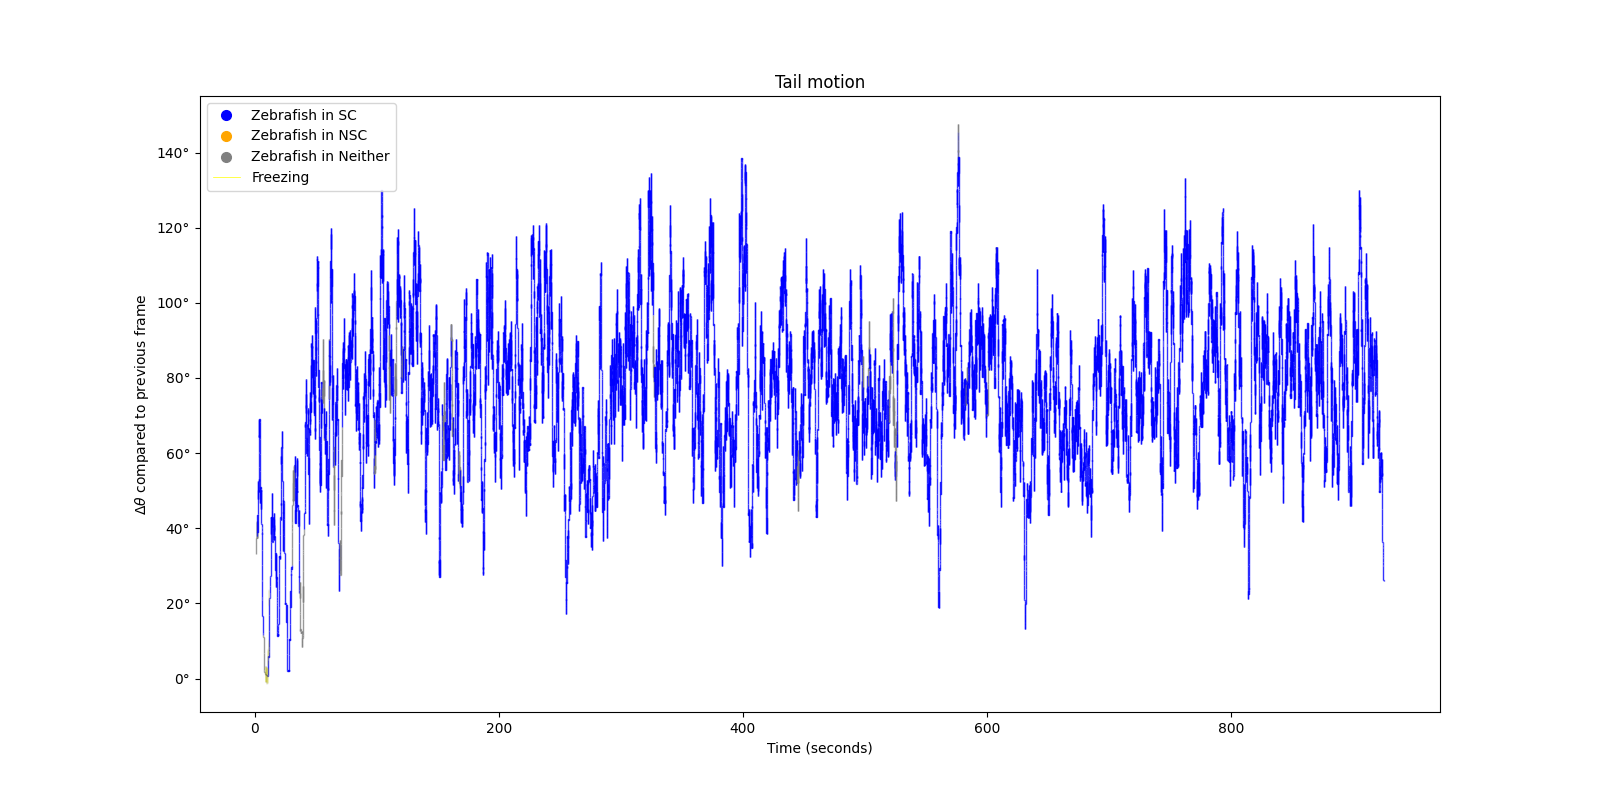 Tail motion
Zebrafish in SC
Zebrafish in NSC
Zebrafish in Neither
Freezing
140°
120°
100°
80°
60°
40°
20°
0°
Δθ compared to previous frame
0 200 400 600 800
Time (seconds)